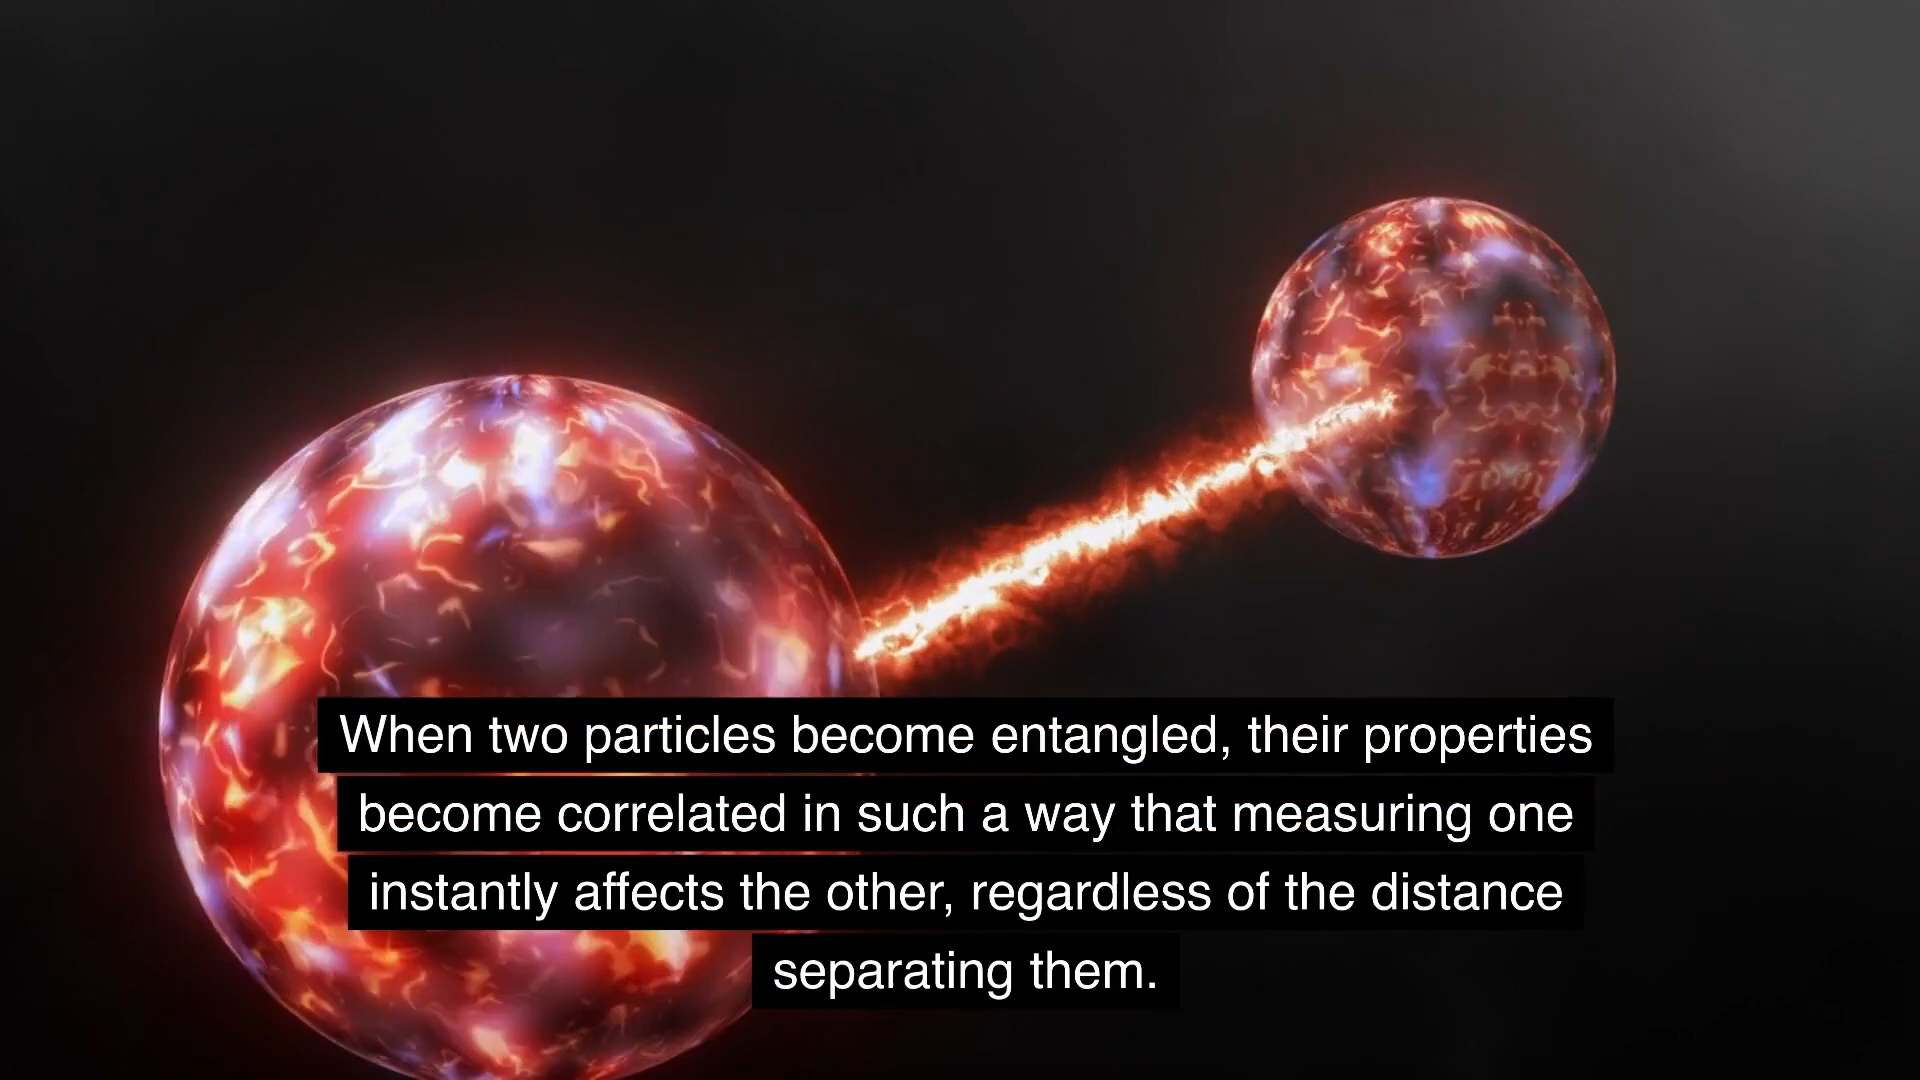 When two particles become entangled, their properties
become correlated in such a way that measuring one
instantly affects the other, regardless of the distance
separating them.